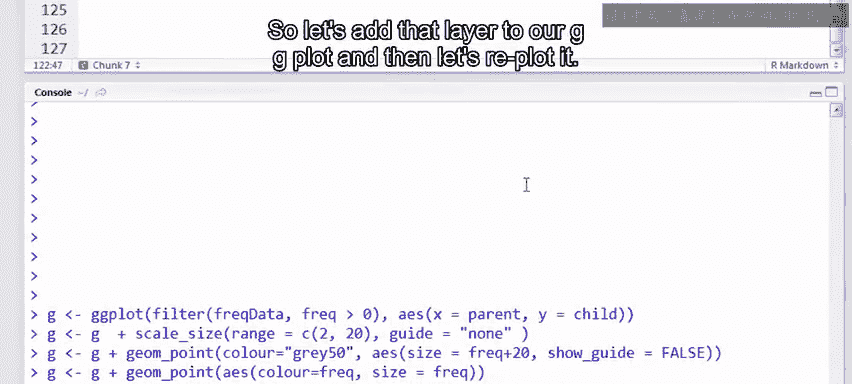 125
So let's add that layer to our g
126
g plot and then let's re-plot it.
127
122:47 Chunk 7 R Markdown
Console ~/
>
>
>
>
>
>
>
>
>
>
>
> g <- ggplot(filter(freqData, freq > 0), aes(x = parent, y = child))
> g <- g  + scale_size(range = c(2, 20), guide = "none" )
> g <- g + geom_point(colour="grey50", aes(size = freq+20, show_guide = FALSE))
> g <- g + geom_point(aes(colour=freq, size = freq))